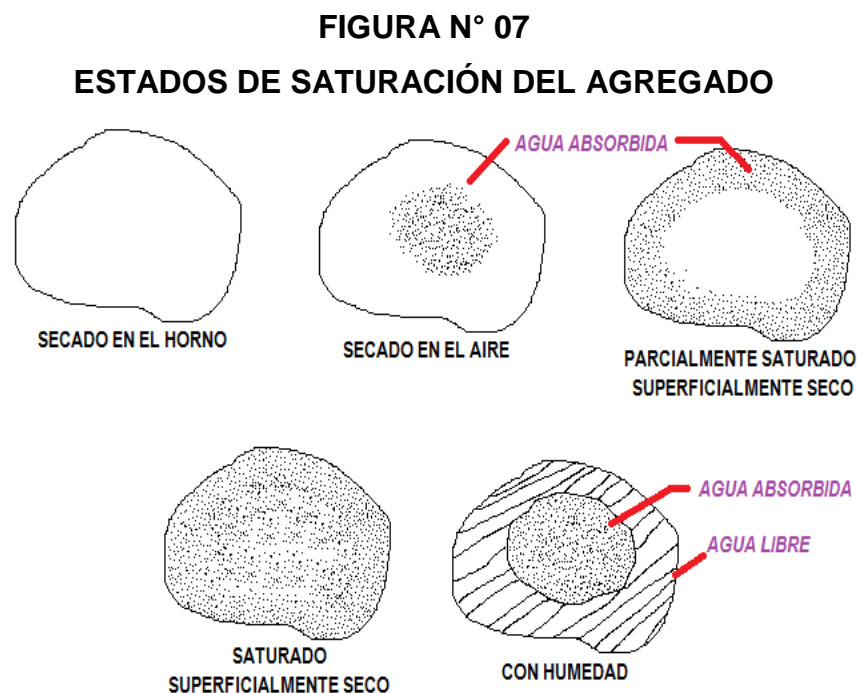 FIGURA N° 07
ESTADOS DE SATURACIÓN DEL AGREGADO
AGUA ABSORBIDA
SECADO EN EL HORNO
SECADO EN EL AIRE
PARCIALMENTE SATURADO
SUPERFICIALMENTE SECO
AGUA ABSORBIDA
AGUA LIBRE
SATURADO
SUPERFICIALMENTE SECO
CON HUMEDAD